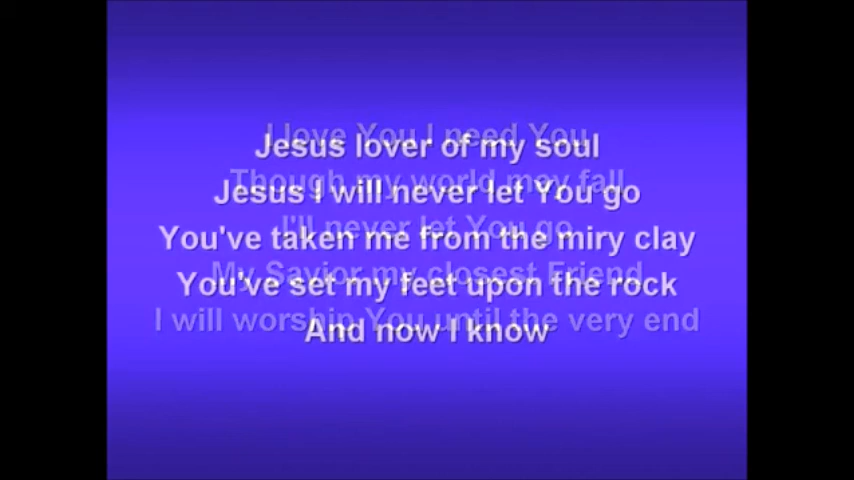 I love You I need You
Jesus lover of my soul
Though my world may fall
Jesus I will never let You go
I'll never let You go
You've taken me from the miry clay
My Savior my closest Friend
You've set my feet upon the rock
I will worship You until the very end
And now I know